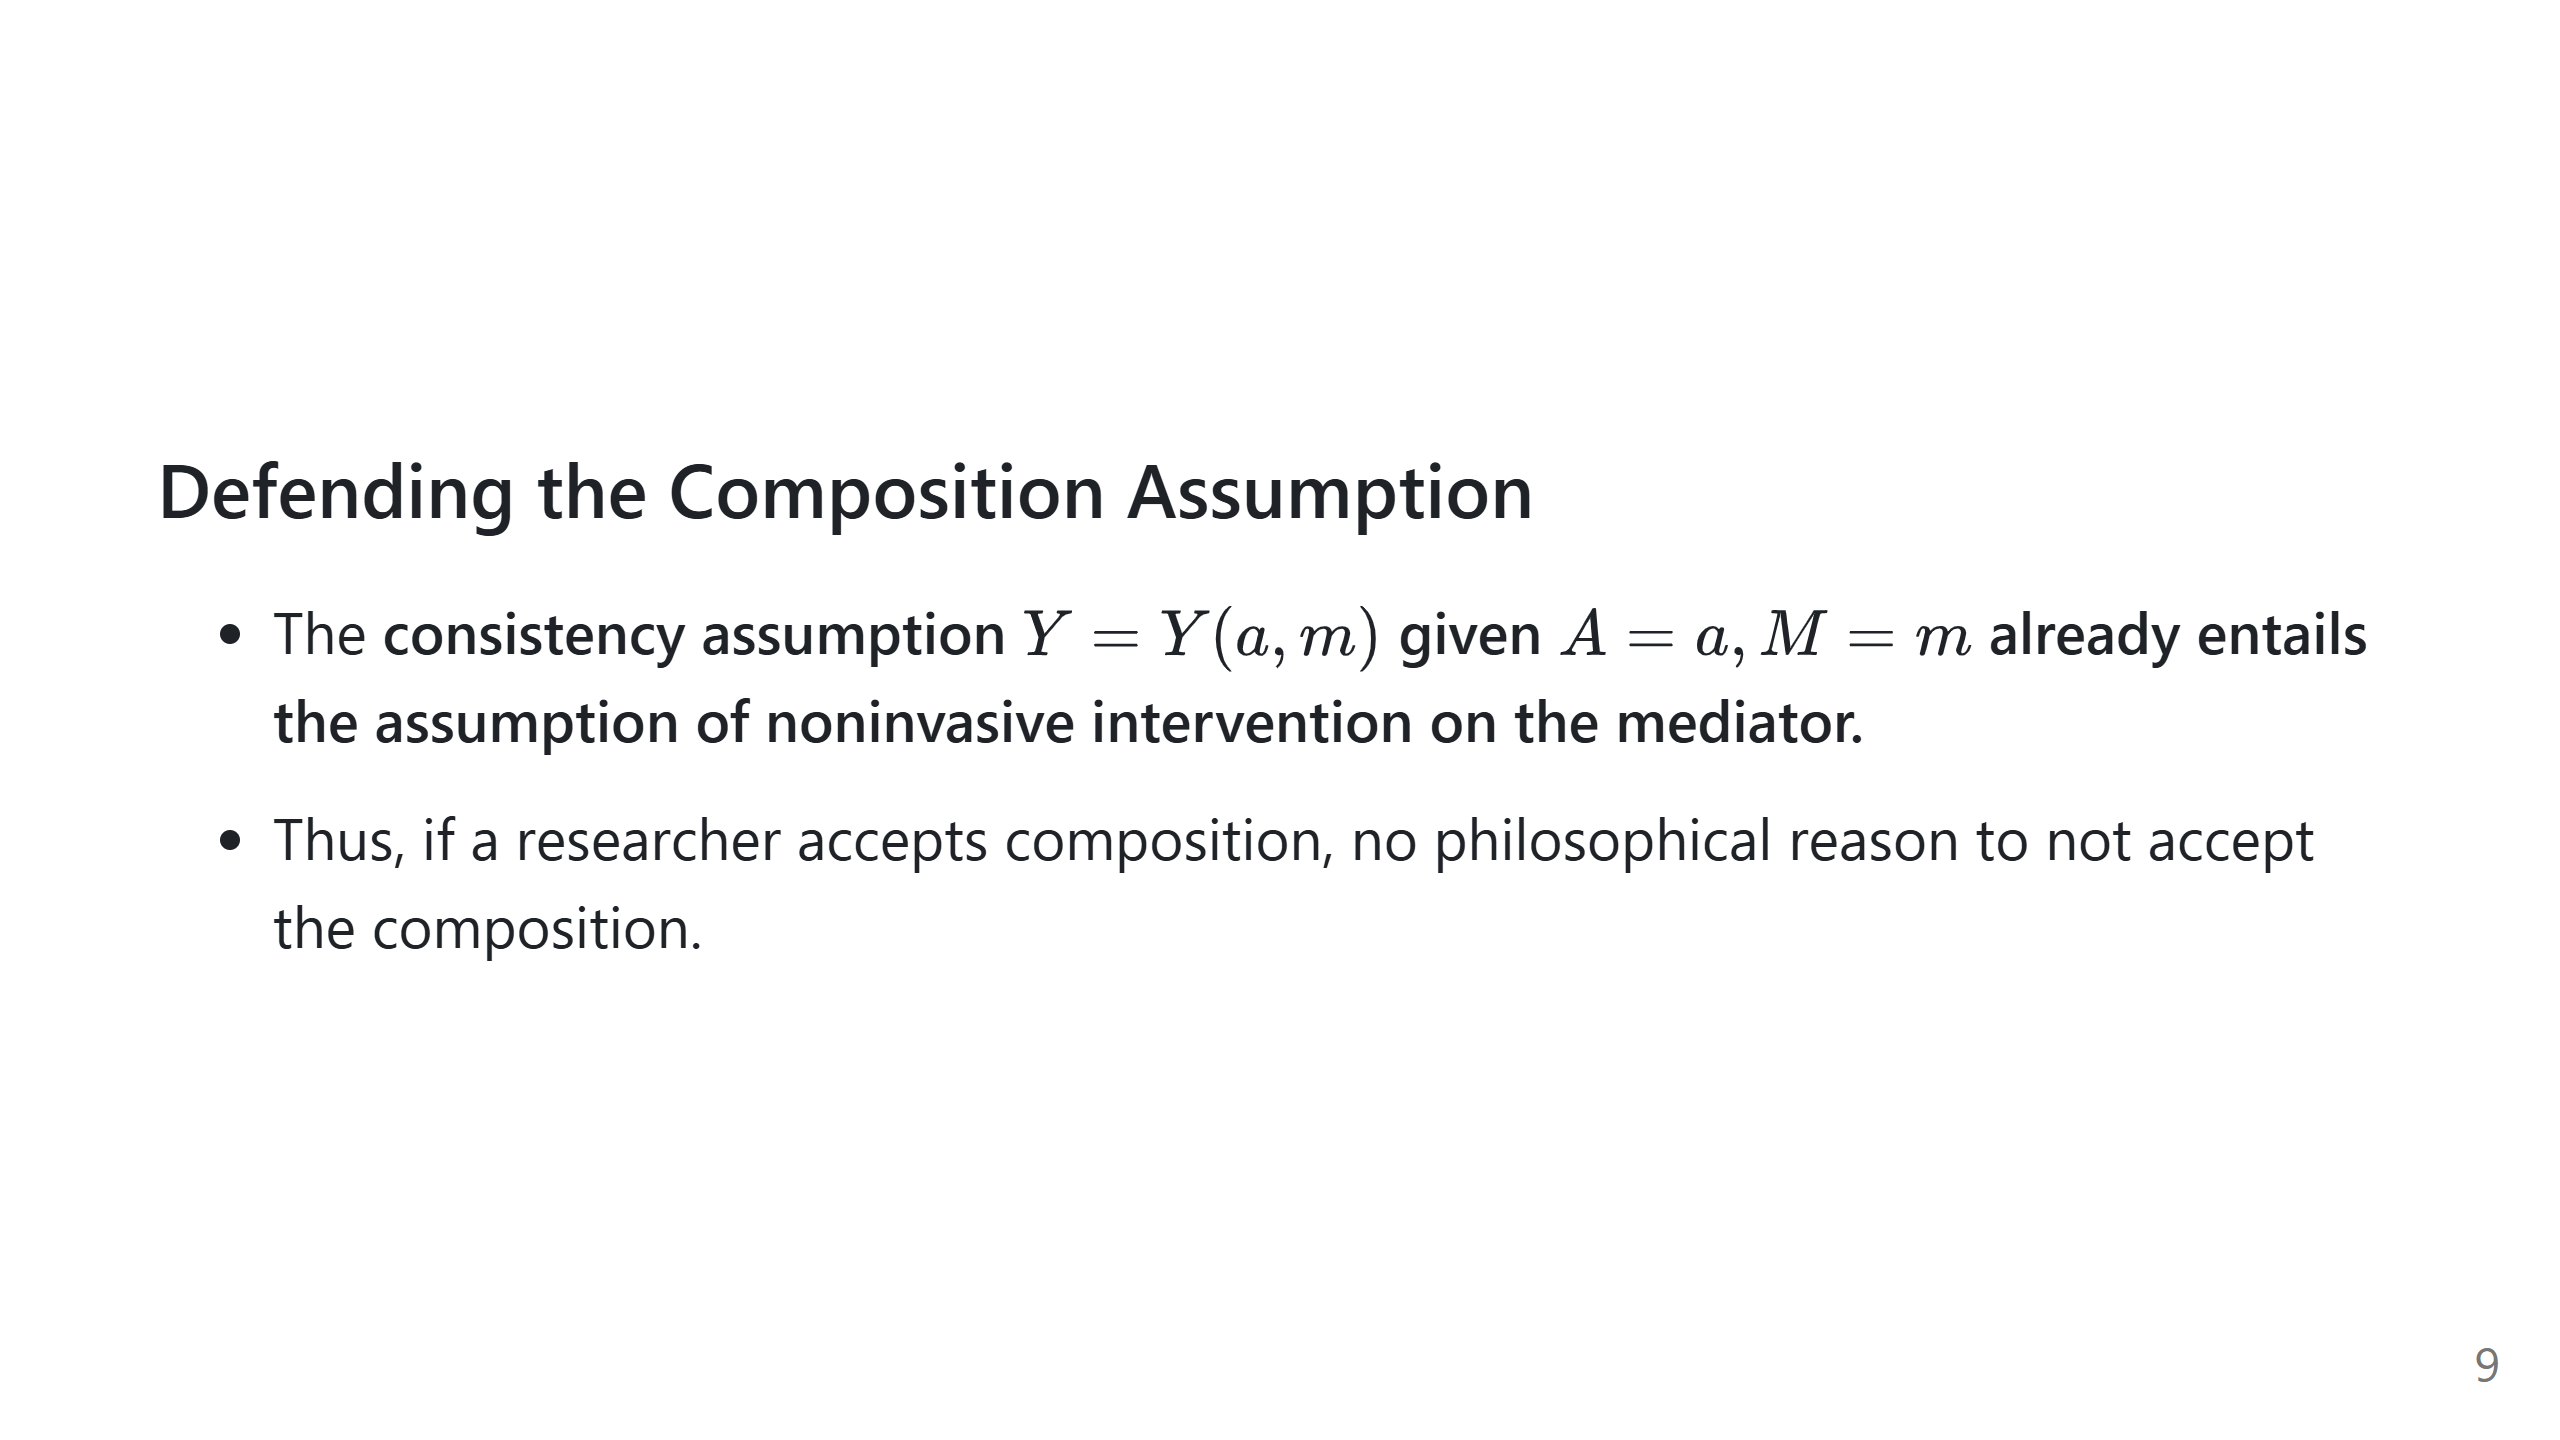 Defending the Composition Assumption
• The consistency assumption Y = Y(a, m) given A = a, M = m already entails
the assumption of noninvasive intervention on the mediator.
• Thus, if a researcher accepts composition, no philosophical reason to not accept
the composition.
9